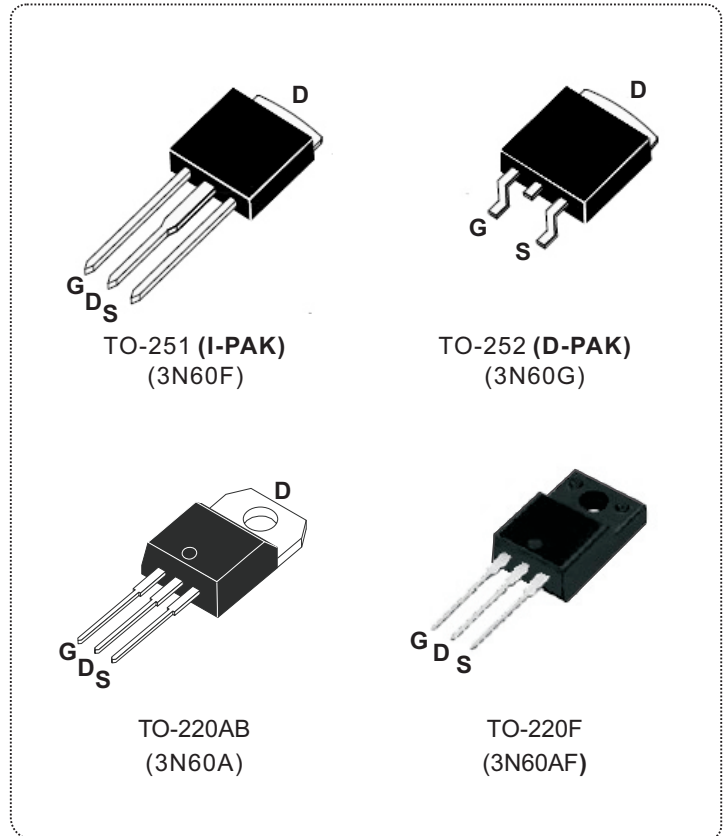 D
D
G
D
S
G
S
TO-251 (I-PAK)
TO-252 (D-PAK)
(3N60F)
(3N60G)
D
G
D
S
G
D
S
TO-220AB
TO-220F
(3N60A)
(3N60AF)